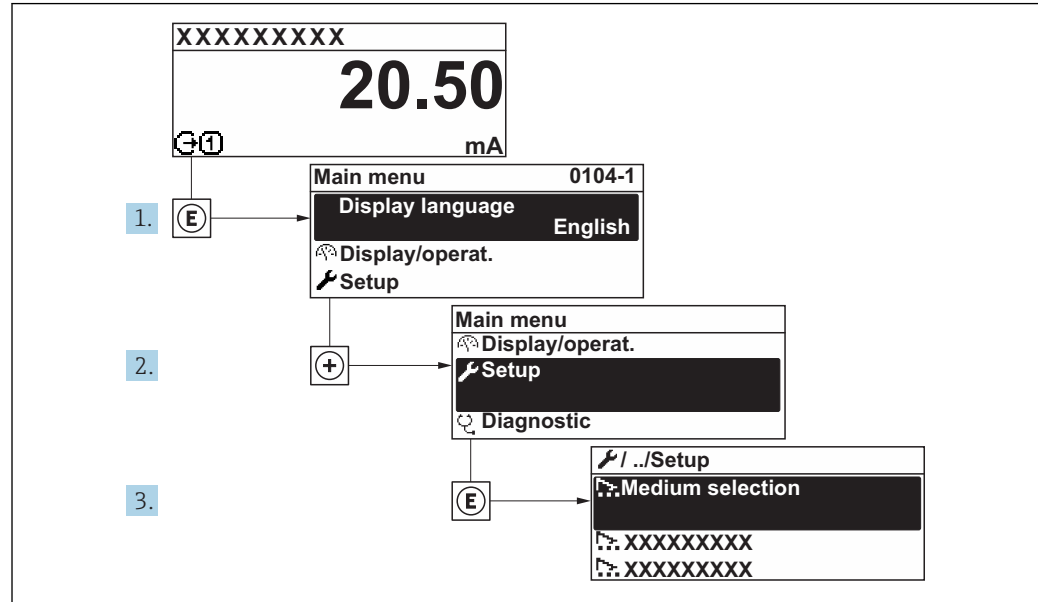 XXXXXXXXX
20.50
1 mA
Main menu 0104-1
1. E Display language
English
Display/operat.
Setup
Main menu
Display/operat.
2. + Setup
Diagnostic
/ ../Setup
3. E Medium selection
XXXXXXXXX
XXXXXXXXX